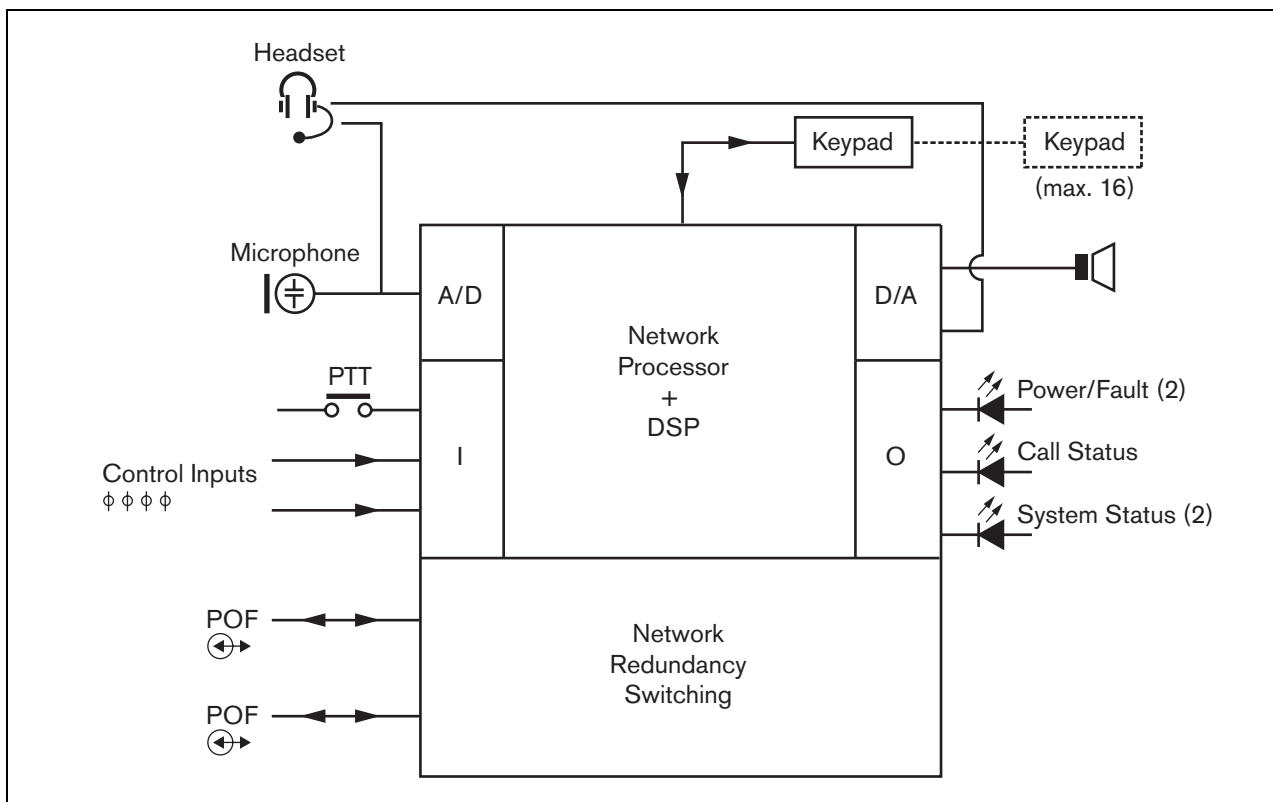 Headset
Keypad
Keypad
(max. 16)
Microphone
A/D
D/A
Network
Processor
+
DSP
PTT
I
O
Power/Fault (2)
Call Status
System Status (2)
Control Inputs
POF
POF
Network
Redundancy
Switching